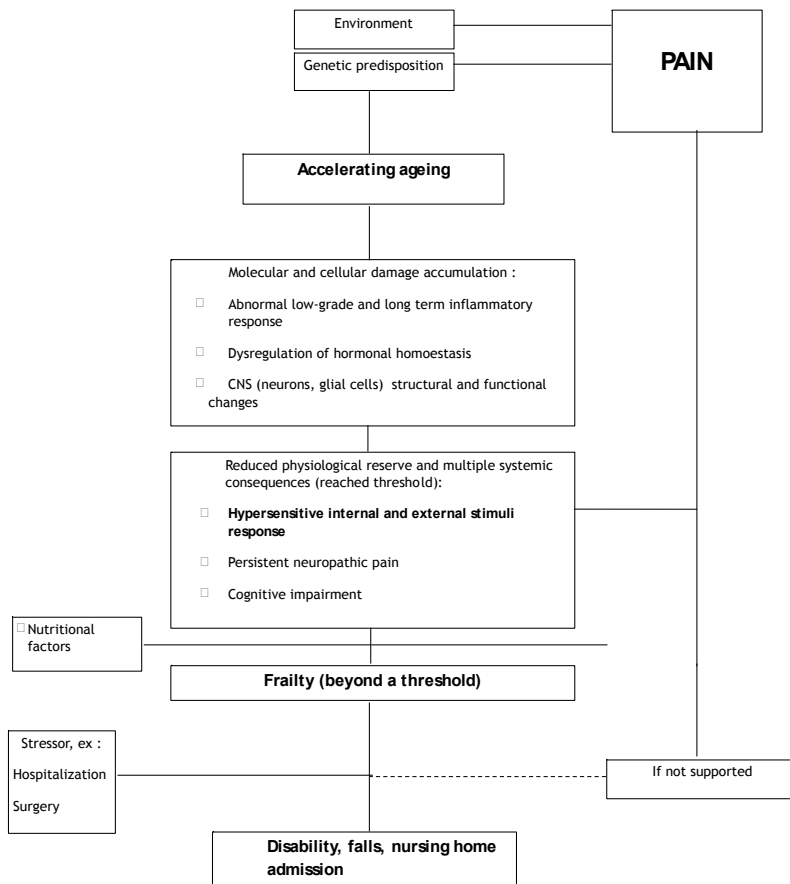 Environment
PAIN
Genetic predisposition
Accelerating ageing
Molecular and cellular damage accumulation :
Abnormal low-grade and long term inflammatory
response
Dysregulation of hormonal homoestasis
CNS (neurons, glial cells) structural and functional
changes
Reduced physiological reserve and multiple systemic
consequences (reached threshold):
Hypersensitive internal and external stimuli
response
Persistent neuropathic pain
Cognitive impairment
Nutritional
factors
Frailty (beyond a threshold)
Stressor, ex :
Hospitalization
Surgery
If not supported
Disability, falls, nursing home
admission